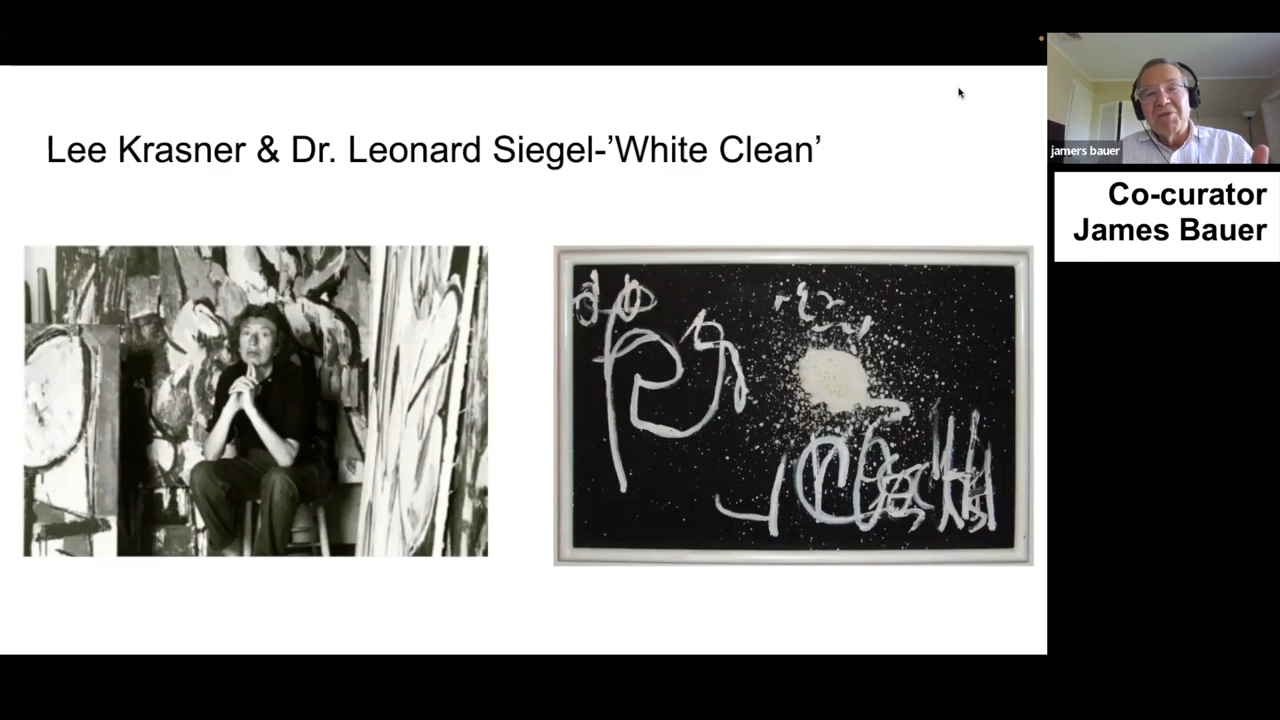 Lee Krasner & Dr. Leonard Siegel-’White Clean’
jamers bauer
Co-curator
James Bauer